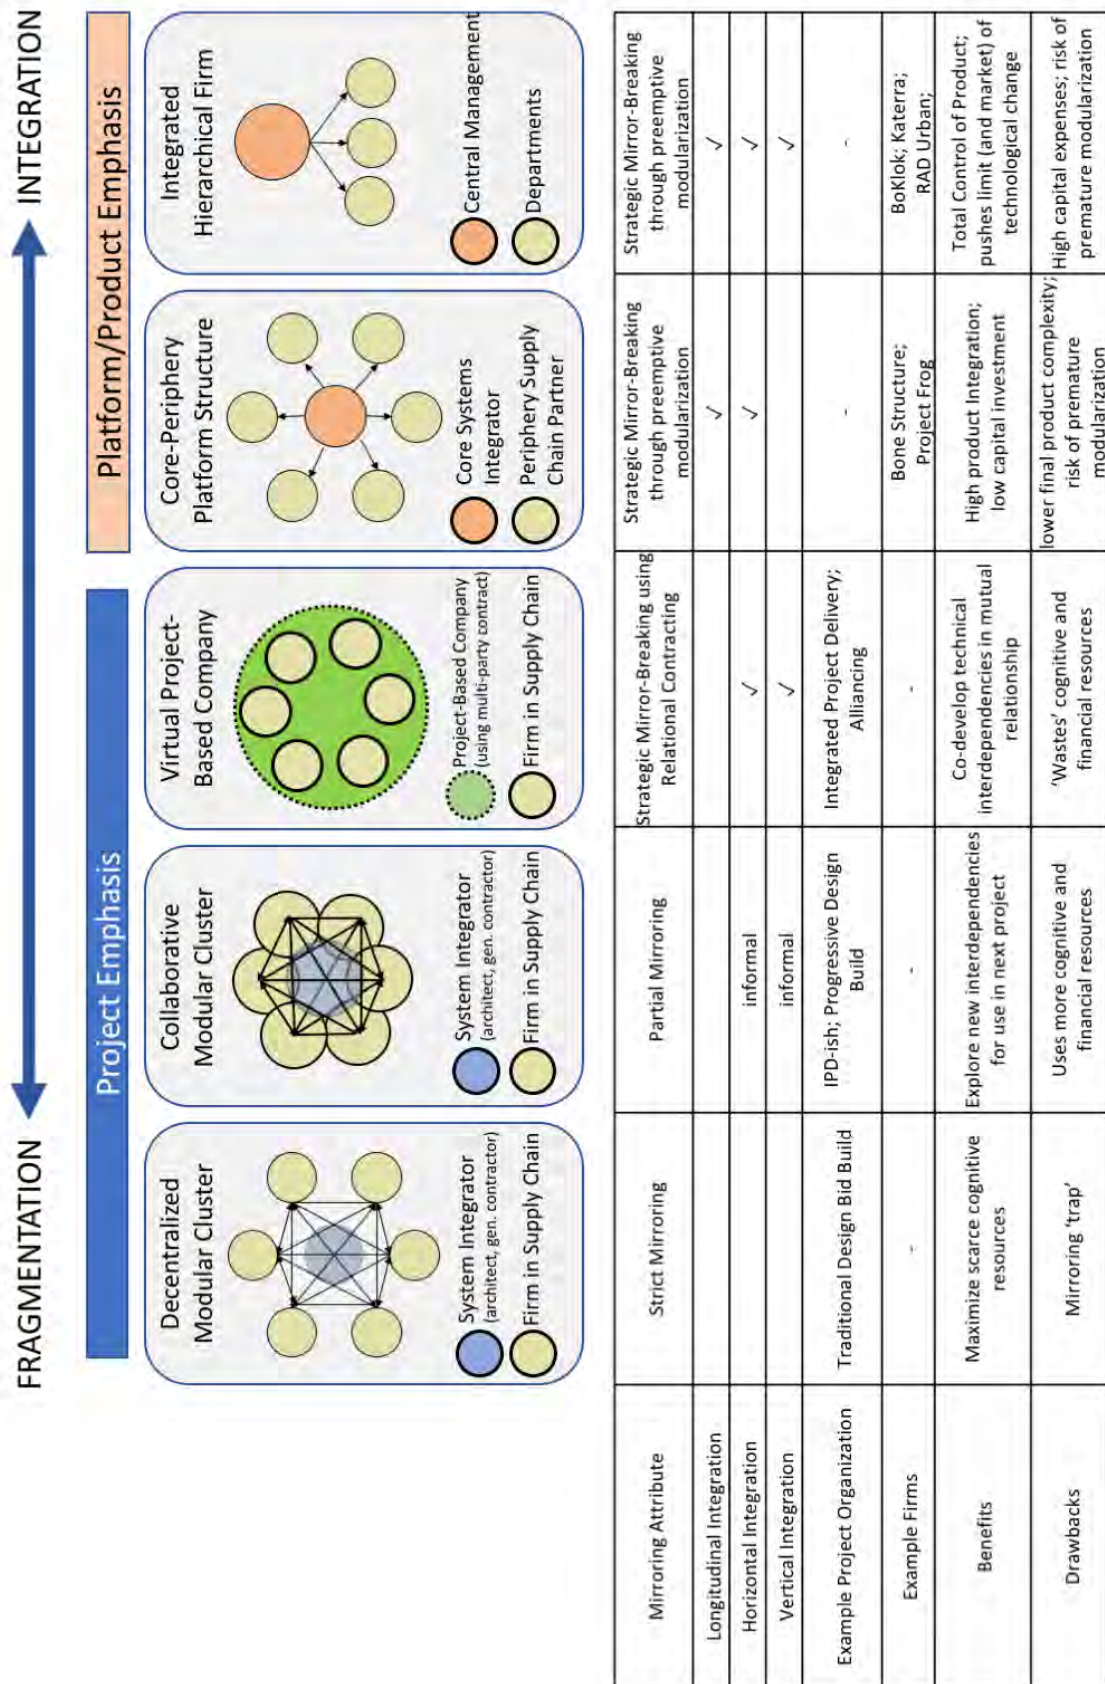 FRAGMENTATION
INTEGRATION
Project Emphasis
Platform/Product Emphasis
Decentralized
Modular Cluster
System Integrator
(architect, gen. contractor)
Firm in Supply Chain
Collaborative
Modular Cluster
System Integrator
(architect, gen. contractor)
Firm in Supply Chain
Virtual Project-
Based Company
Project-Based Company
(using multi-party contract)
Firm in Supply Chain
Core-Periphery
Platform Structure
Core Systems
Integrator
Periphery Supply
Chain Partner
Integrated
Hierarchical Firm
Central Management
Departments
Mirroring Attribute
Strict Mirroring
Partial Mirroring
Strategic Mirror-Breaking using
Relational Contracting
Strategic Mirror-Breaking
through preemptive
modularization
Strategic Mirror-Breaking
through preemptive
modularization
Longitudinal Integration
✓
✓
Horizontal Integration
informal
✓
✓
✓
Vertical Integration
informal
✓
✓
Example Project Organization
Traditional Design Bid Build
IPD-ish; Progressive Design
Build
Integrated Project Delivery;
Alliancing
-
-
Example Firms
-
-
-
Bone Structure;
Project Frog
BoKlok; Katerra;
RAD Urban;
Benefits
Maximize scarce cognitive
resources
Explore new interdependencies
for use in next project
Co-develop technical
interdependencies in mutual
relationship
High product Integration;
low capital investment
Total Control of Product;
pushes limit (and market) of
technological change
Drawbacks
Mirroring ‘trap’
Uses more cognitive and
financial resources
‘Wastes’ cognitive and
financial resources
lower final product complexity;
risk of premature
modularization
High capital expenses; risk of
premature modularization